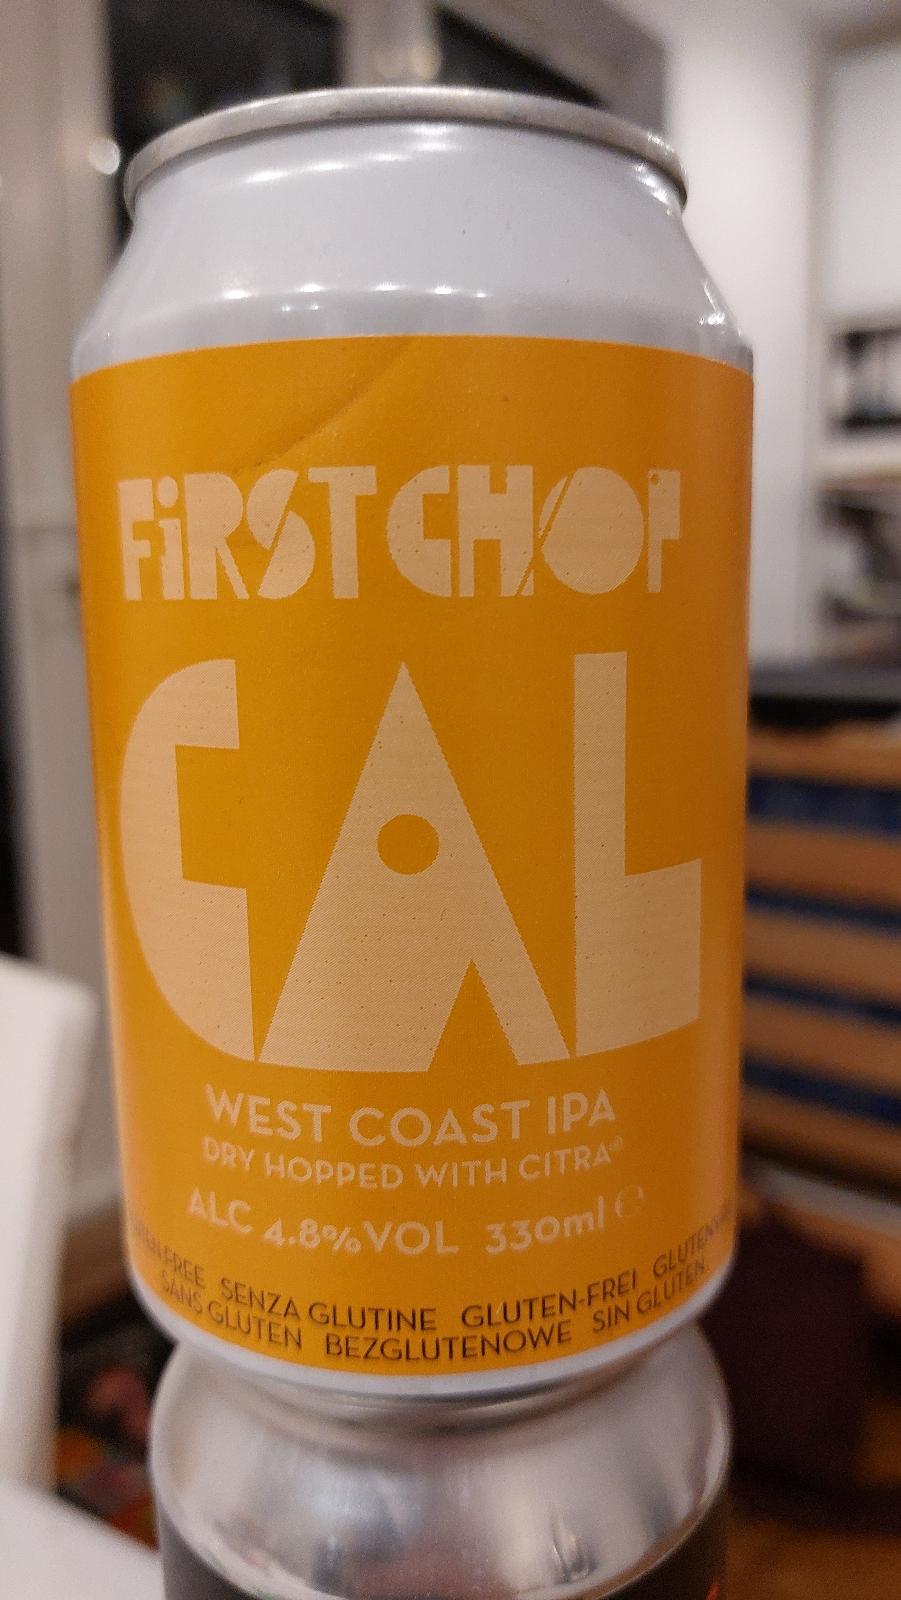 FiRST CHOP
CAL
WEST COAST IPA
DRY HOPPED WITH CITRA®
ALC 4.8% VOL 330ml ℮
FREE SENZA GLUTINE GLUTEN-FREI
SANS GLUTEN BEZGLUTENOWE SIN GLUTEN